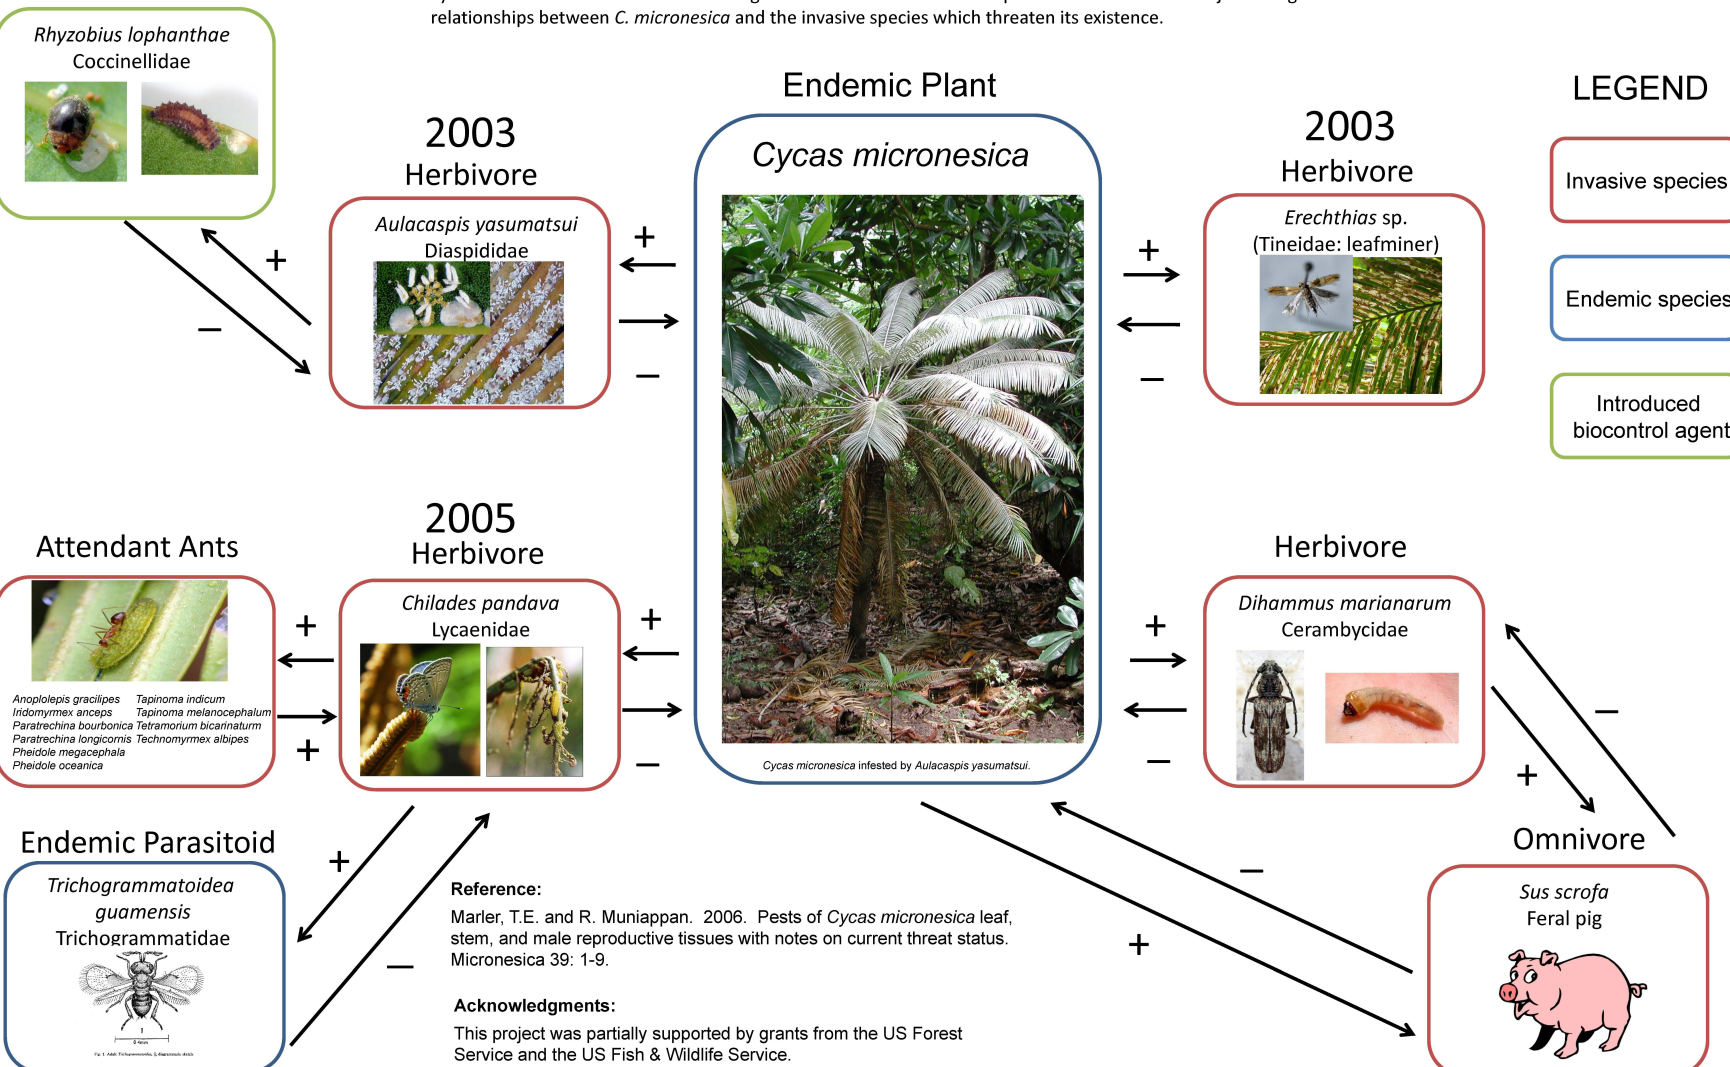 relationships between C. micronesica and the invasive species which threaten its existence.
Rhyzobius lophanthae
Coccinellidae
Endemic Plant
Cycas micronesica
Cycas micronesica infested by Aulacaspis yasumatsui.
2003
Herbivore
Aulacaspis yasumatsui
Diaspididae
+
–
+
–
2003
Herbivore
Erechthias sp.
(Tineidae: leafminer)
+
–
LEGEND
Invasive species
Endemic species
Introduced
biocontrol agent
Attendant Ants
Anoplolepis gracilipes
Iridomyrmex anceps
Paratrechina bourbonica
Paratrechina longicornis
Pheidole megacephala
Pheidole oceanica
Tapinoma indicum
Tapinoma melanocephalum
Tetramorium bicarinatum
Technomyrmex albipes
+
+
2005
Herbivore
Chilades pandava
Lycaenidae
+
–
Herbivore
Dihammus marianarum
Cerambycidae
+
–
+
–
Endemic Parasitoid
Trichogrammatoidea
guamensis
Trichogrammatidae
+
–
Reference:
Marler, T.E. and R. Muniappan. 2006. Pests of Cycas micronesica leaf,
stem, and male reproductive tissues with notes on current threat status.
Micronesica 39: 1-9.
Acknowledgments:
This project was partially supported by grants from the US Forest
Service and the US Fish & Wildlife Service.
+
–
Omnivore
Sus scrofa
Feral pig